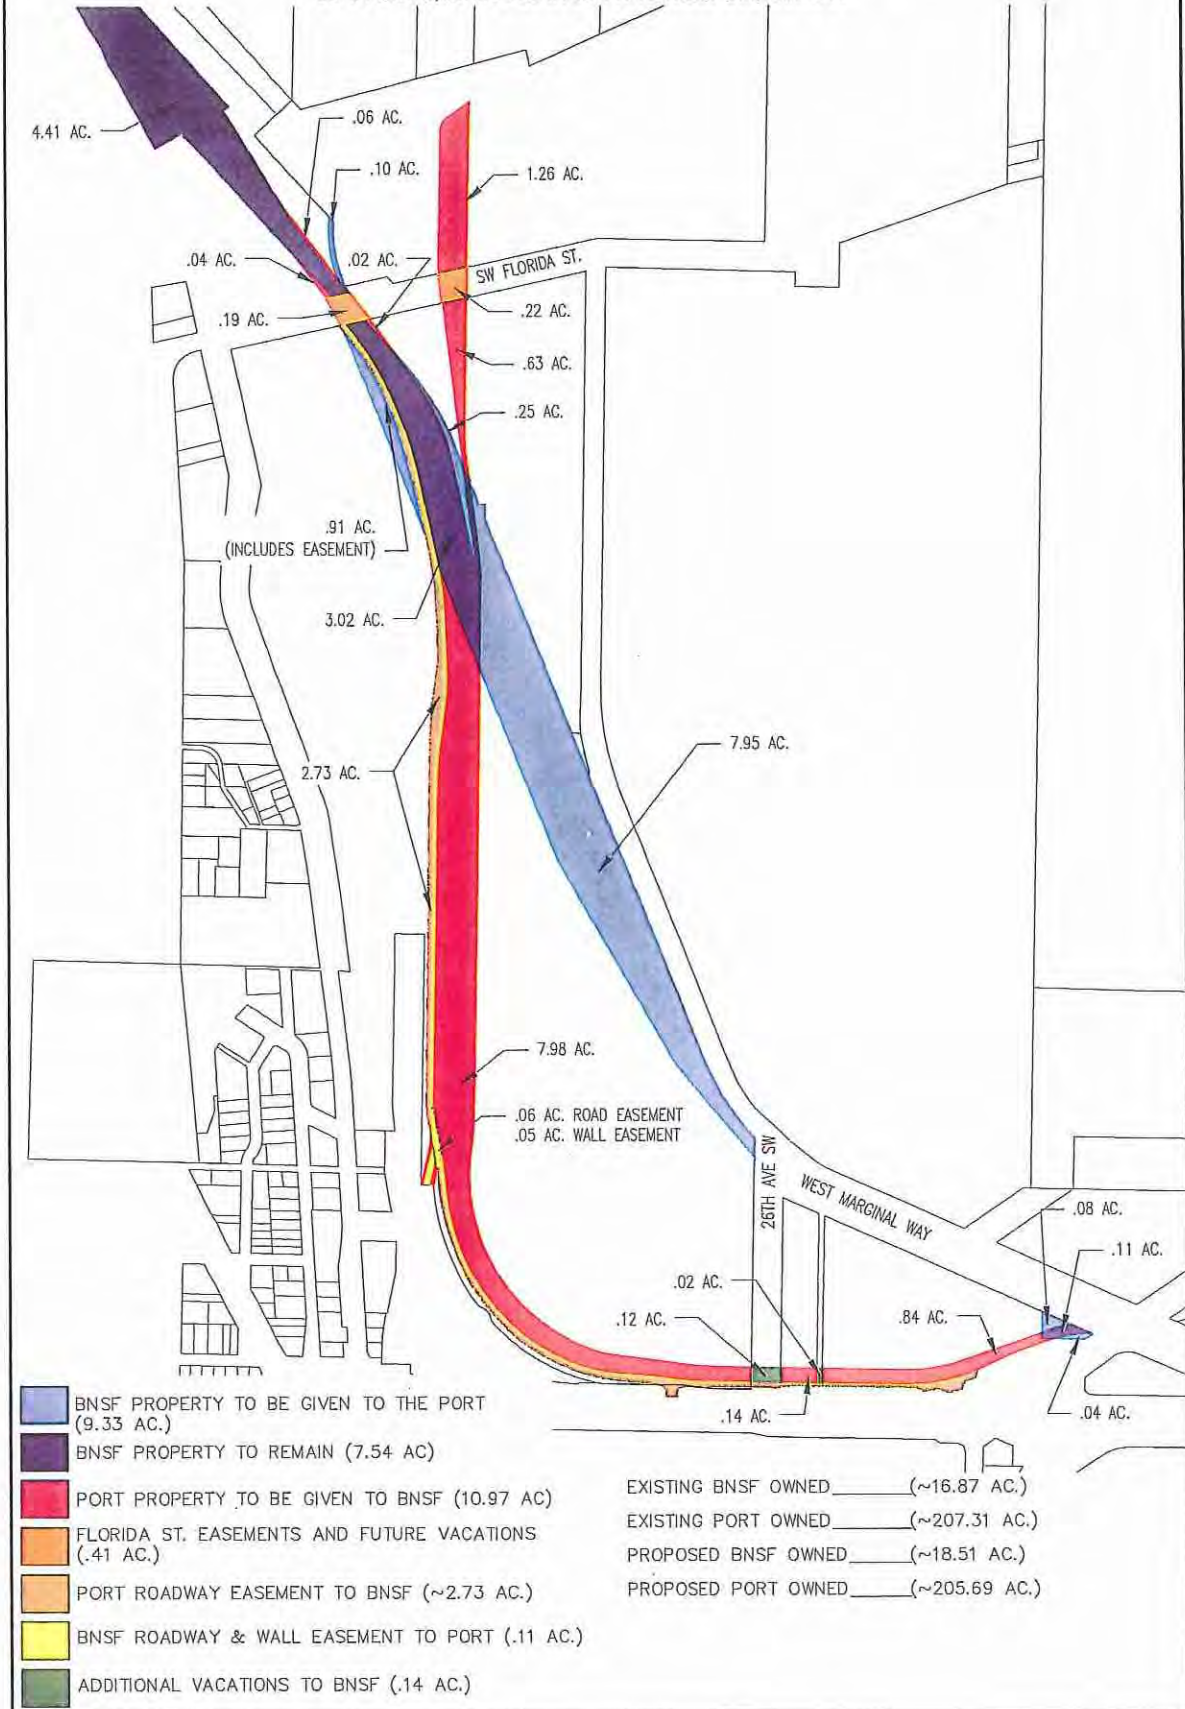 4.41 AC.
.06 AC.
.10 AC.
1.26 AC.
.04 AC.
.02 AC.
SW FLORIDA ST.
.19 AC.
.22 AC.
.63 AC.
.25 AC.
.91 AC.
(INCLUDES EASEMENT)
3.02 AC.
7.95 AC.
2.73 AC.
7.98 AC.
.06 AC. ROAD EASEMENT
.05 AC. WALL EASEMENT
26TH AVE SW
WEST MARGINAL WAY
.08 AC.
.11 AC.
.02 AC.
.12 AC.
.84 AC.
.14 AC.
.04 AC.
BNSF PROPERTY TO BE GIVEN TO THE PORT
(9.33 AC.)
BNSF PROPERTY TO REMAIN (7.54 AC)
PORT PROPERTY TO BE GIVEN TO BNSF (10.97 AC)
FLORIDA ST. EASEMENTS AND FUTURE VACATIONS
(.41 AC.)
PORT ROADWAY EASEMENT TO BNSF (~2.73 AC.)
BNSF ROADWAY & WALL EASEMENT TO PORT (.11 AC.)
ADDITIONAL VACATIONS TO BNSF (.14 AC.)
EXISTING BNSF OWNED______(~16.87 AC.)
EXISTING PORT OWNED______(~207.31 AC.)
PROPOSED BNSF OWNED_____(~18.51 AC.)
PROPOSED PORT OWNED_____(~205.69 AC.)